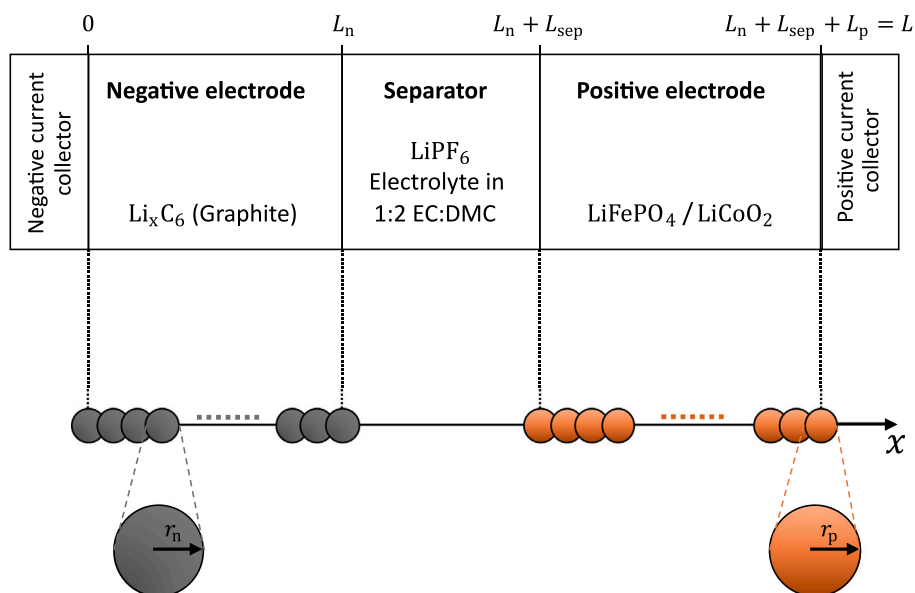 0
Lₙ
Lₙ + Lₛₑₚ
Lₙ + Lₛₑₚ + Lₚ = L
Negative current
collector
Negative electrode
LiₓC₆ (Graphite)
Separator
LiPF₆
Electrolyte in
1:2 EC:DMC
Positive electrode
LiFePO₄ / LiCoO₂
Positive current
collector
x
rₙ
rₚ